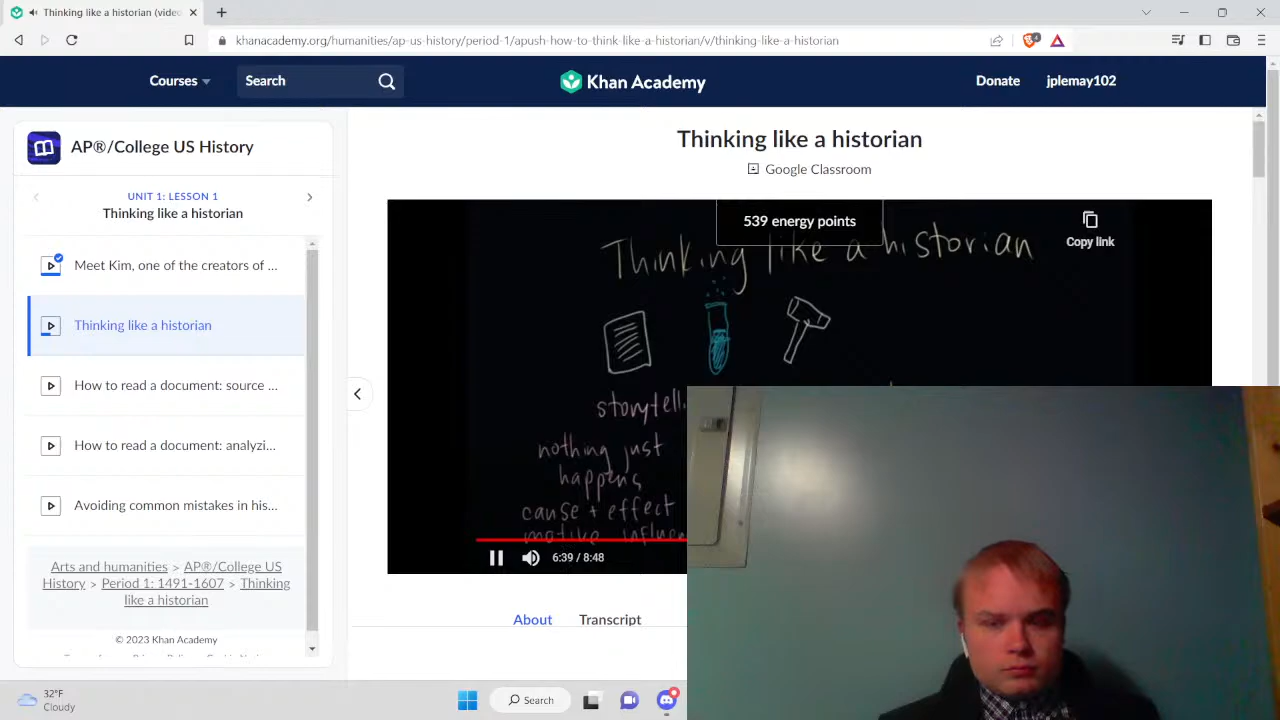 Thinking like a historian (video
khanacademy.org/humanities/ap-us-history/period-1/apush-how-to-think-like-a-historian/v/thinking-like-a-historian
4
Courses
Search
Khan Academy
Donate
jplemay102
AP®/College US History
UNIT 1: LESSON 1
Thinking like a historian
Meet Kim, one of the creators of ...
Thinking like a historian
How to read a document: source ...
How to read a document: analyzi...
Avoiding common mistakes in his...
Arts and humanities > AP®/College US
History > Period 1: 1491-1607 > Thinking
like a historian
© 2023 Khan Academy
Thinking like a historian
Google Classroom
539 energy points
Copy link
Thinking like a historian
storytelli
nothing just
happens
cause + effect
motive influen
6:39 / 8:48
About
Transcript
32°F
Cloudy
Search